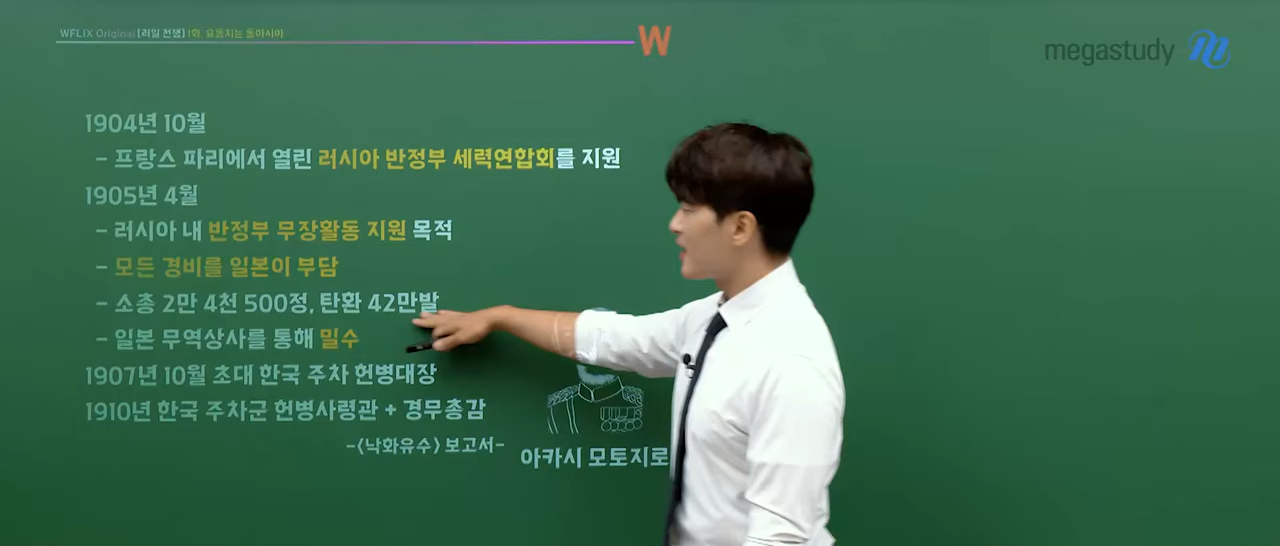 WFLIX Original [러일 전쟁] 1화. 요동치는 동아시아
W
megastudy
1904년 10월
- 프랑스 파리에서 열린 러시아 반정부 세력연합회를 지원
1905년 4월
- 러시아 내 반정부 무장활동 지원 목적
- 모든 경비를 일본이 부담
- 소총 2만 4천 500정, 탄환 42만발
- 일본 무역상사를 통해 밀수
1907년 10월 초대 한국 주차 헌병대장
1910년 한국 주차군 헌병사령관 + 경무총감
-<낙화유수> 보고서-
아카시 모토지로